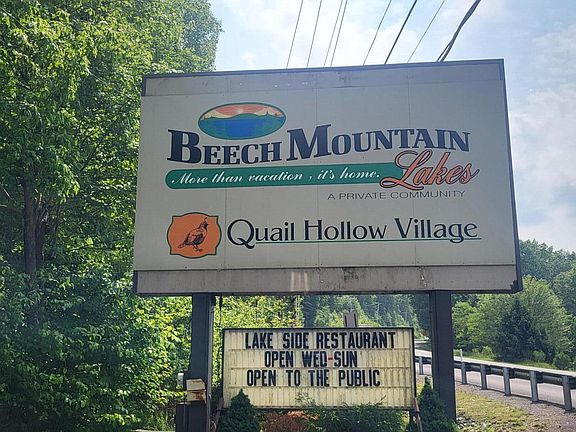 BEECH MOUNTAIN
More than vacation, it's home. Lakes
A PRIVATE COMMUNITY
Quail Hollow Village
LAKE SIDE RESTAURANT
OPEN WED-SUN
OPEN TO THE PUBLIC